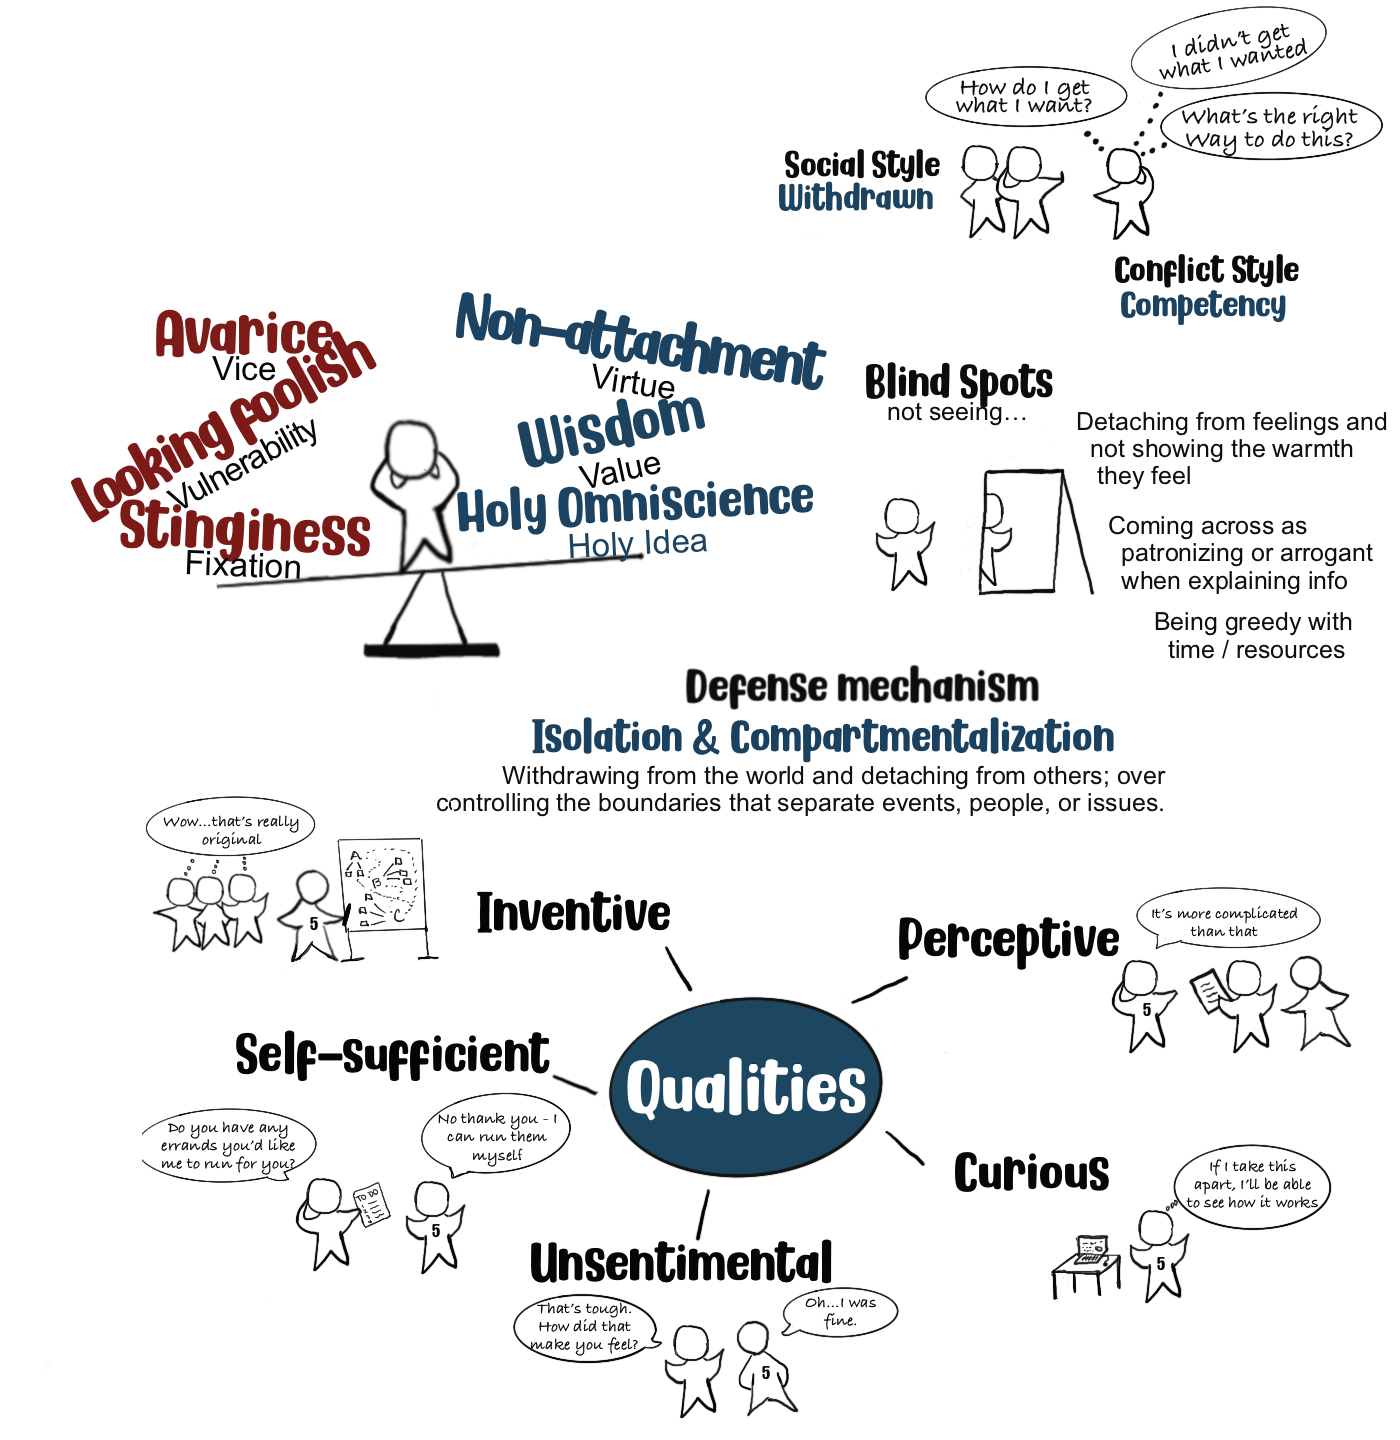 I didn't get
what I wanted
How do I get
what I want?
What's the right
Way to do this?
Social Style
Withdrawn
Conflict Style
Competency
Avarice
Vice
Looking foolish
Vulnerability
Stinginess
Fixation
Non-attachment
Virtue
Wisdom
Value
Holy Omniscience
Holy Idea
Blind Spots
not seeing...
Detaching from feelings and
not showing the warmth
they feel
Coming across as
patronizing or arrogant
when explaining info
Being greedy with
time / resources
Defense mechanism
Isolation & Compartmentalization
Withdrawing from the world and detaching from others; over
controlling the boundaries that separate events, people, or issues.
Wow...that's really
original
A
B
C
5
Inventive
Perceptive
It's more complicated
than that
5
Self-sufficient
Qualities
Do you have any
errands you'd like
me to run for you?
No thank you - I
can run them
myself
TO DO
5
Curious
If I take this
apart, I'll be able
to see how it works
5
Unsentimental
That's tough.
How did that
make you feel?
Oh...I was
fine.
5